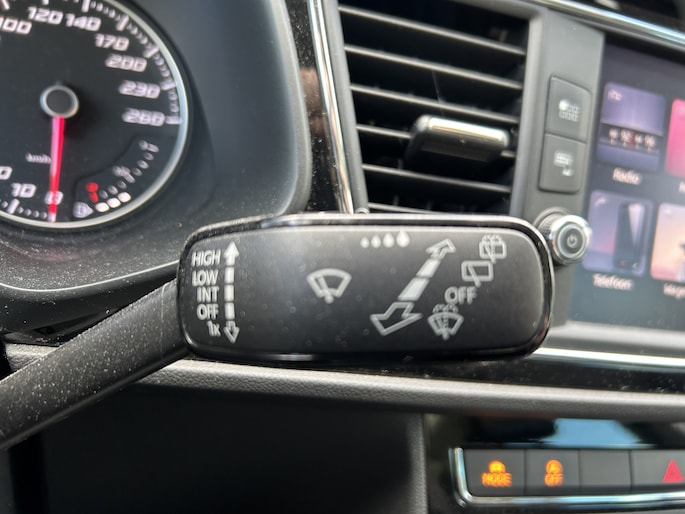 100
120
140
170
200
230
260
km/h
10
0
HIGH
LOW
INT
OFF
1x
OFF
Radio
Telefoon
MODE
OFF